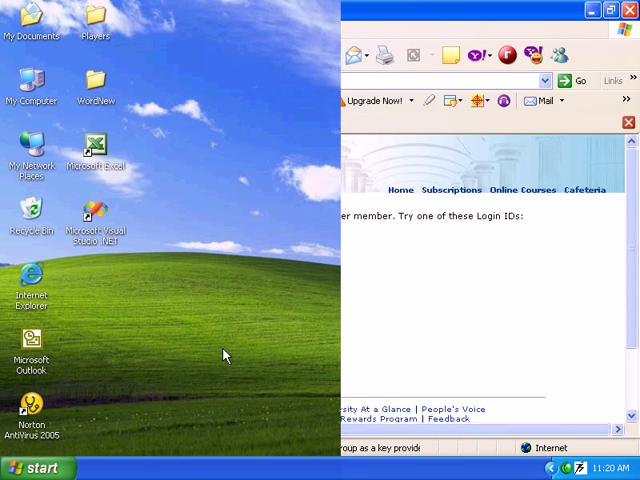 My Documents
Players
My Computer
WordNew
My Network
Places
Microsoft Excel
Recycle Bin
Microsoft Visual
Studio .NET
Internet
Explorer
Microsoft
Outlook
Norton
AntiVirus 2005
start
Go
Links
Upgrade Now!
Mail
Home Subscriptions Online Courses Cafeteria
er member. Try one of these Login IDs:
rsity At a Glance | People's Voice
Rewards Program | Feedback
roup as a key provid
Internet
11:20 AM